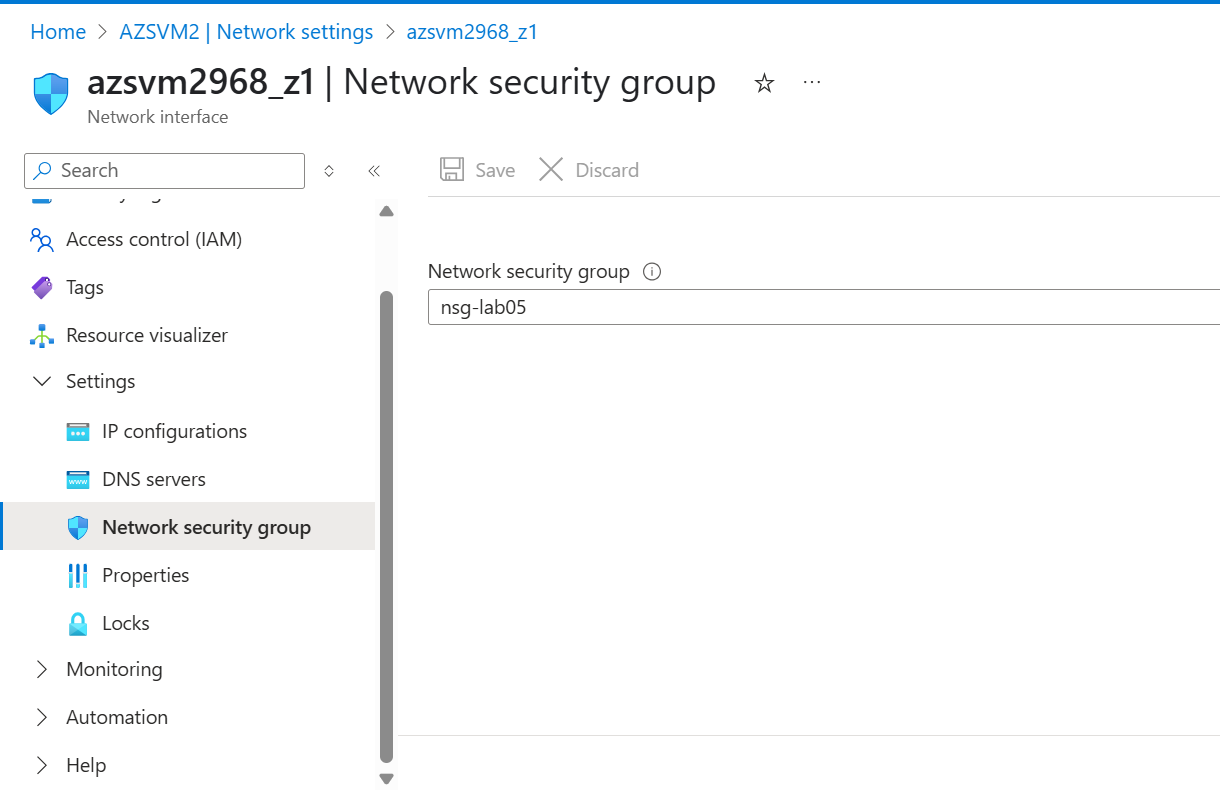 Home > AZSVM2 | Network settings > azsvm2968_z1
azsvm2968_z1 | Network security group
Network interface
Search
Save
Discard
Access control (IAM)
Tags
Resource visualizer
Settings
IP configurations
DNS servers
Network security group
Properties
Locks
Monitoring
Automation
Help
Network security group
nsg-lab05